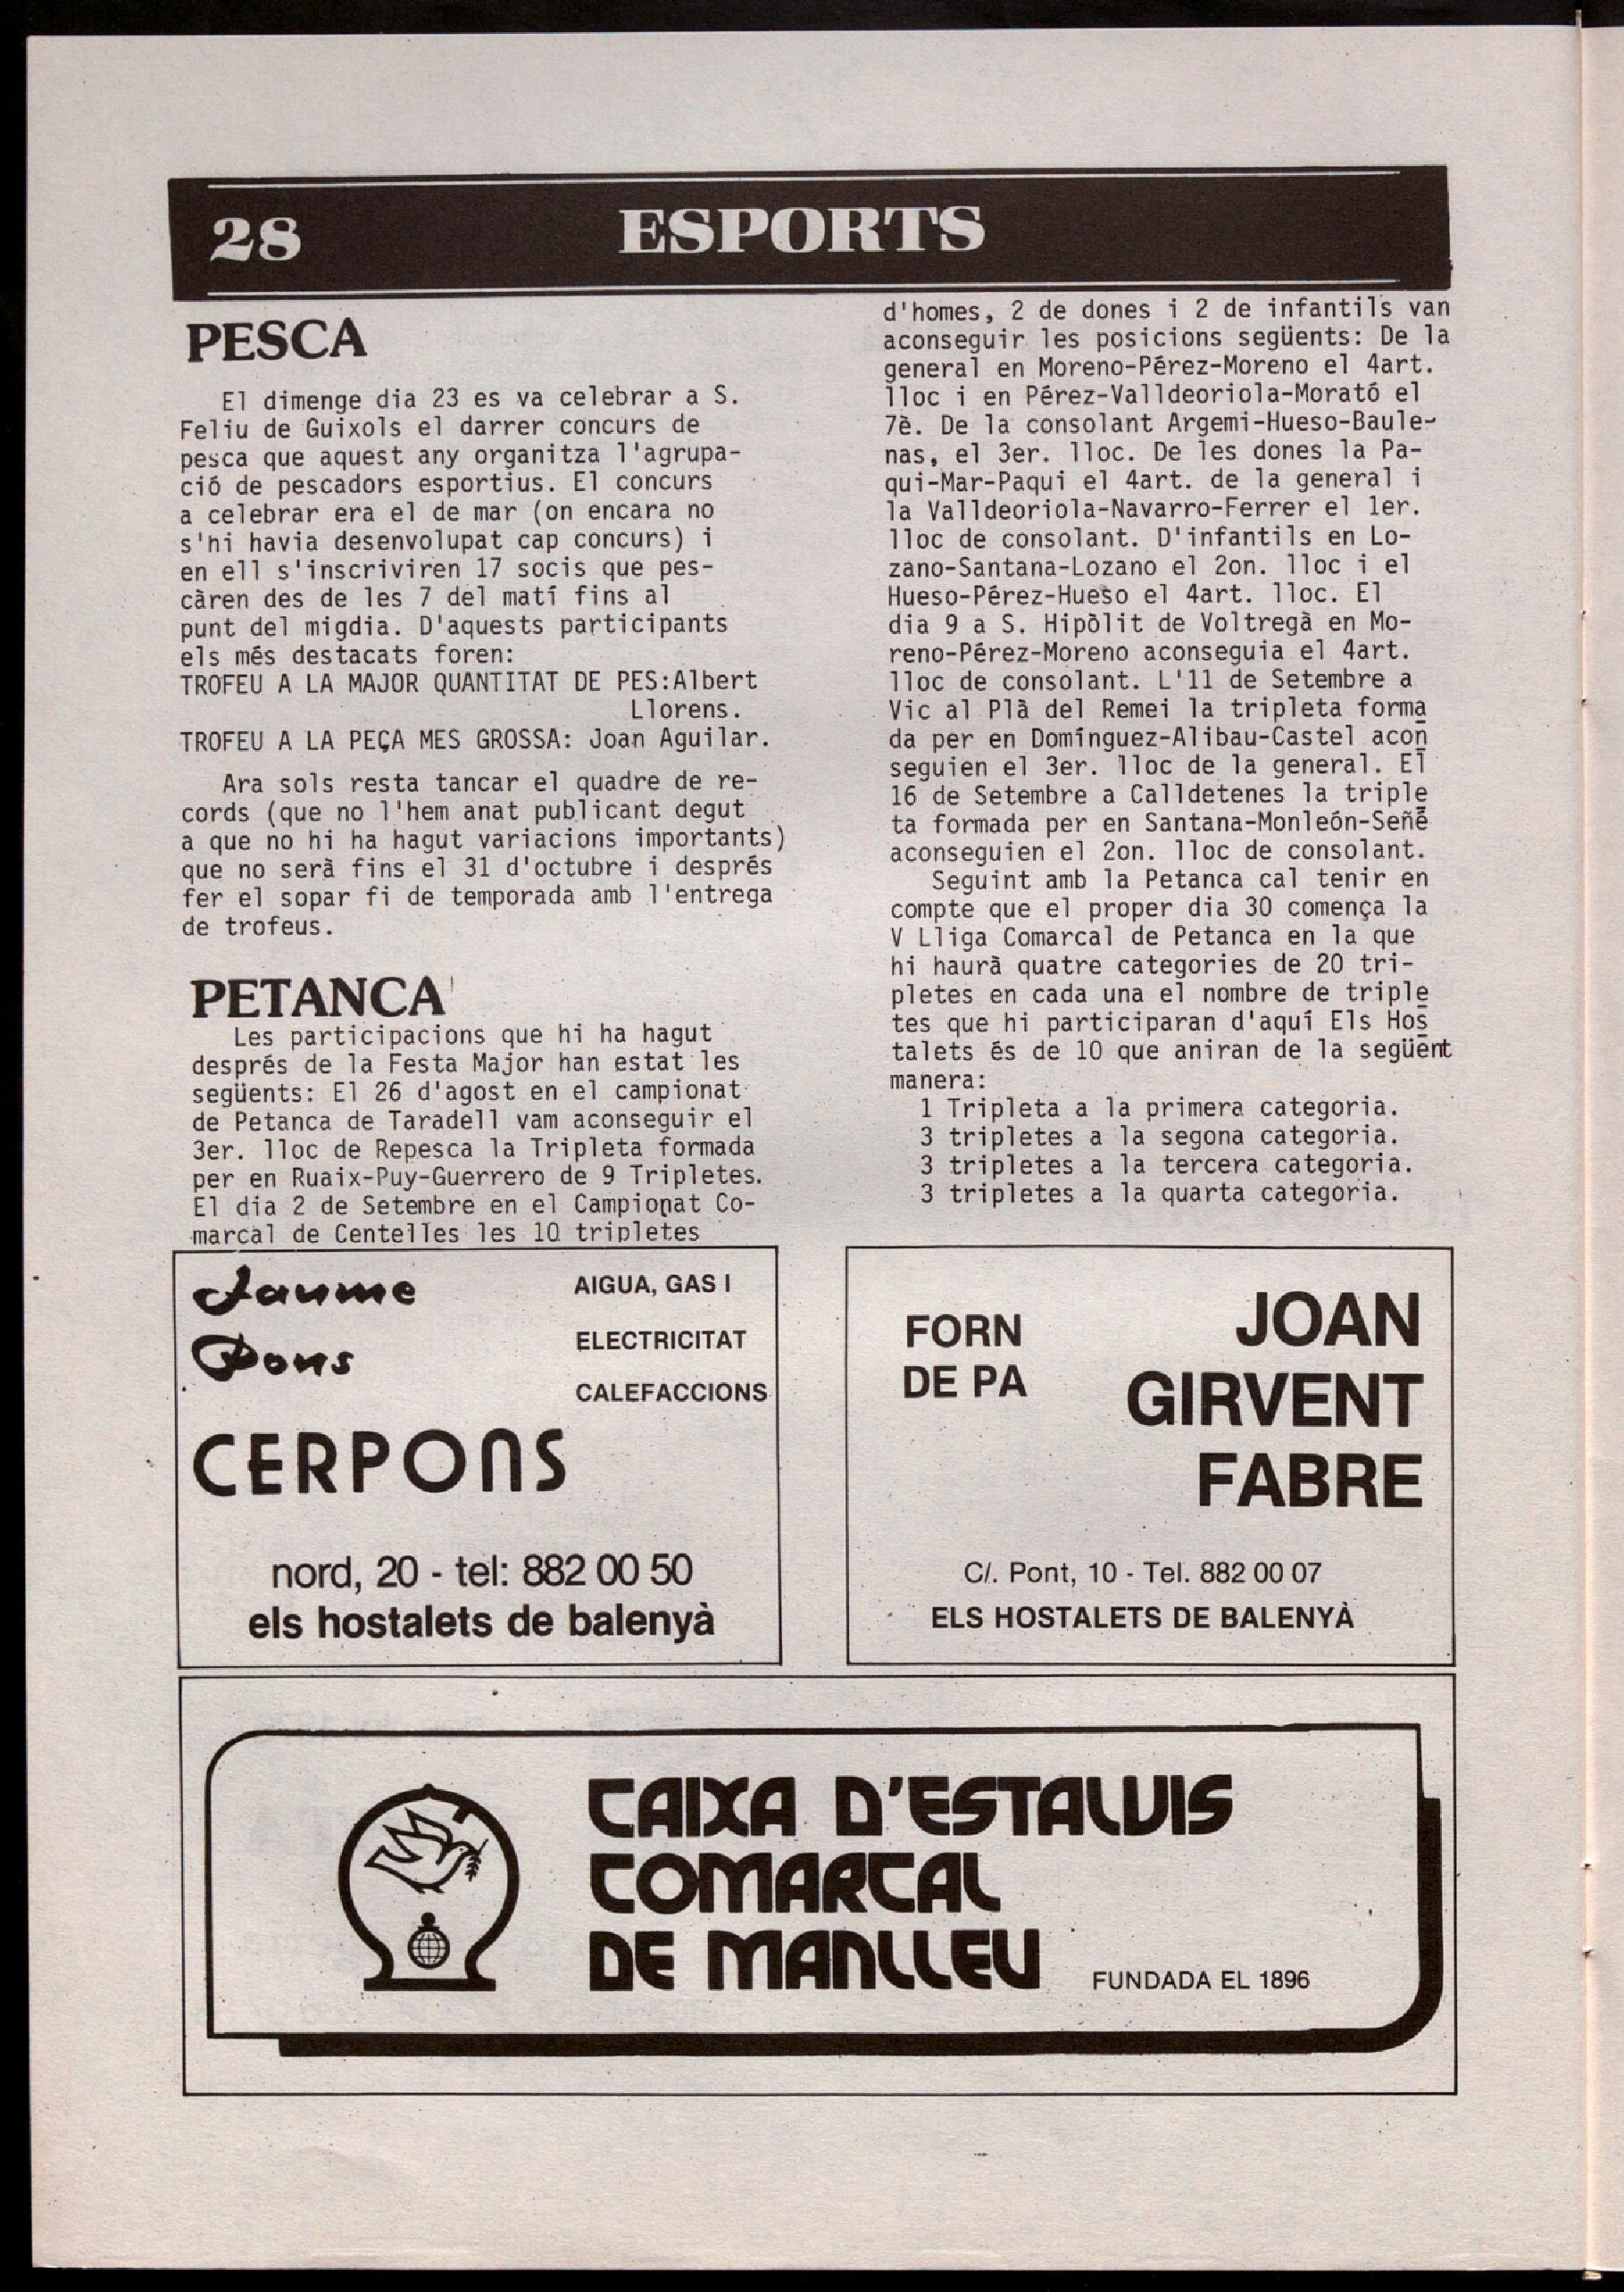 28
ESPORTS
PESCA
El dimenge dia 23 es va celebrar a S.
Feliu de Guixols el darrer concurs de
pesca que aquest any organitza l'agrupa-
ció de pescadors esportius. El concurs
a celebrar era el de mar (on encara no
s'hi havia desenvolupat cap concurs) i
en ell s'inscriviren 17 socis que pes-
càren des de les 7 del matí fins al
punt del migdia. D'aquests participants
els més destacats foren:
TROFEU A LA MAJOR QUANTITAT DE PES:Albert
Llorens.
TROFEU A LA PEÇA MES GROSSA: Joan Aguilar.
Ara sols resta tancar el quadre de re-
cords (que no l'hem anat publicant degut
a que no hi ha hagut variacions importants)
que no serà fins el 31 d'octubre i després
fer el sopar fi de temporada amb l'entrega
de trofeus.
PETANCA
Les participacions que hi ha hagut
després de la Festa Major han estat les
següents: El 26 d'agost en el campionat
de Petanca de Taradell vam aconseguir el
3er. lloc de Repesca la Tripleta formada
per en Ruaix-Puy-Guerrero de 9 Tripletes.
El dia 2 de Setembre en el Campionat Co-
marcal de Centelles les 10 tripletes
d'homes, 2 de dones i 2 de infantils van
aconseguir les posicions següents: De la
general en Moreno-Pérez-Moreno el 4art.
lloc i en Pérez-Valldeoriola-Morató el
7è. De la consolant Argemi-Hueso-Baule-
nas, el 3er. lloc. De les dones la Pa-
qui-Mar-Paqui el 4art. de la general i
la Valldeoriola-Navarro-Ferrer el 1er.
lloc de consolant. D'infantils en Lo-
zano-Santana-Lozano el 2on. lloc i el
Hueso-Pérez-Hueso el 4art. lloc. El
dia 9 a S. Hipòlit de Voltregà en Mo-
reno-Pérez-Moreno aconseguia el 4art.
lloc de consolant. L'11 de Setembre a
Vic al Plà del Remei la tripleta forma
da per en Domínguez-Alibau-Castel acon
seguien el 3er. lloc de la general. El
16 de Setembre a Calldetenes la triple
ta formada per en Santana-Monleón-Señé
aconseguien el 2on. lloc de consolant.
Seguint amb la Petanca cal tenir en
compte que el proper dia 30 comença la
V Lliga Comarcal de Petanca en la que
hi haurà quatre categories de 20 tri-
pletes en cada una el nombre de triple
tes que hi participaran d'aquí Els Hos
talets és de 10 que aniran de la següent
manera:
1 Tripleta a la primera categoria.
3 tripletes a la segona categoria.
3 tripletes a la tercera categoria.
3 tripletes a la quarta categoria.
Jaume
Pons
AIGUA, GAS I
ELECTRICITAT
CALEFACCIONS
CERPONS
nord, 20 - tel: 882 00 50
els hostalets de balenyà
FORN
DE PA
JOAN
GIRVENT
FABRE
C/. Pont, 10 - Tel. 882 00 07
ELS HOSTALETS DE BALENYÀ
CAIXA D'ESTALVIS
COMARCAL
DE MANLLEU
FUNDADA EL 1896